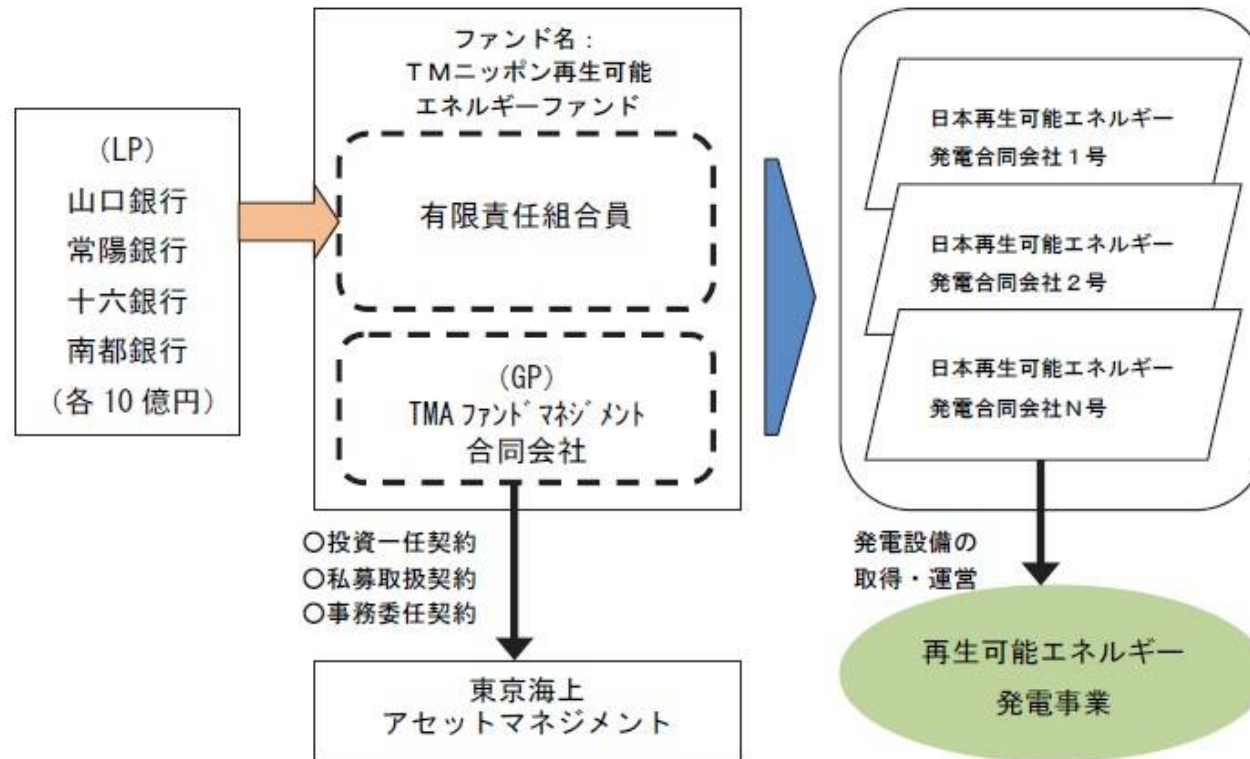 (LP)
山口銀行
常陽銀行
十六銀行
南都銀行
(各10億円)
ファンド名:
TMニッポン再生可能
エネルギーファンド
有限責任組合員
(GP)
TMAファンドマネジメント
合同会社
○投資一任契約
○私募取扱契約
○事務委任契約
東京海上
アセットマネジメント
日本再生可能エネルギー
発電合同会社1号
日本再生可能エネルギー
発電合同会社2号
日本再生可能エネルギー
発電合同会社N号
発電設備の
取得・運営
再生可能エネルギー
発電事業